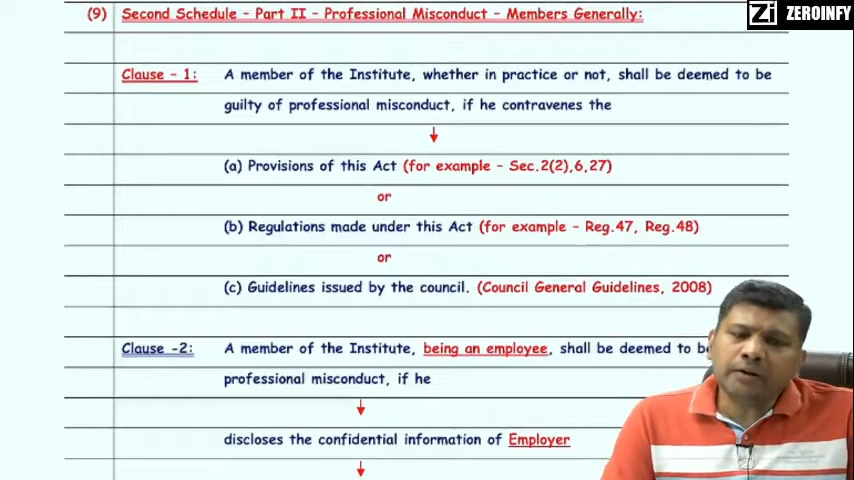 Zi ZEROINFY
(9) Second Schedule – Part II – Professional Misconduct – Members Generally:
Clause – 1: A member of the Institute, whether in practice or not, shall be deemed to be
guilty of professional misconduct, if he contravenes the
(a) Provisions of this Act (for example – Sec.2(2),6,27)
or
(b) Regulations made under this Act (for example – Reg.47, Reg.48)
or
(c) Guidelines issued by the council. (Council General Guidelines, 2008)
Clause -2: A member of the Institute, being an employee, shall be deemed to
professional misconduct, if he
discloses the confidential information of Employer